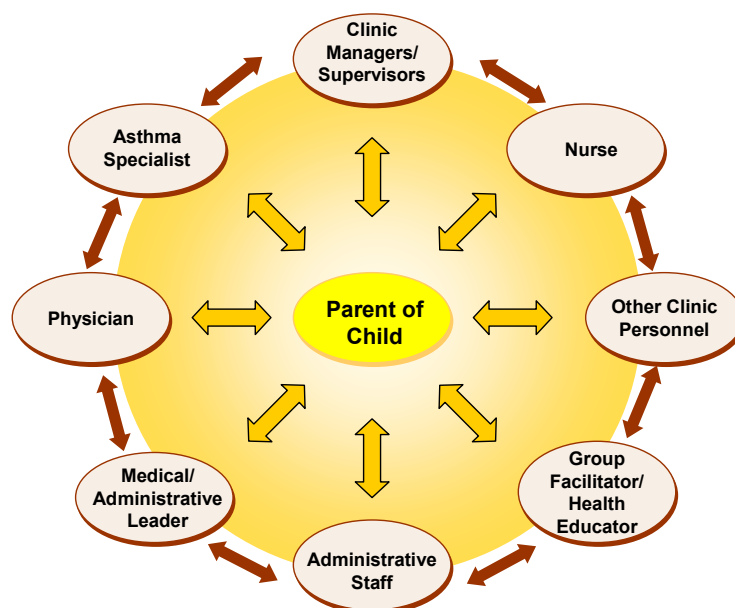 Clinic
Managers/
Supervisors
Asthma
Specialist
Nurse
Physician
Parent of
Child
Other Clinic
Personnel
Medical/
Administrative
Leader
Group
Facilitator/
Health
Educator
Administrative
Staff